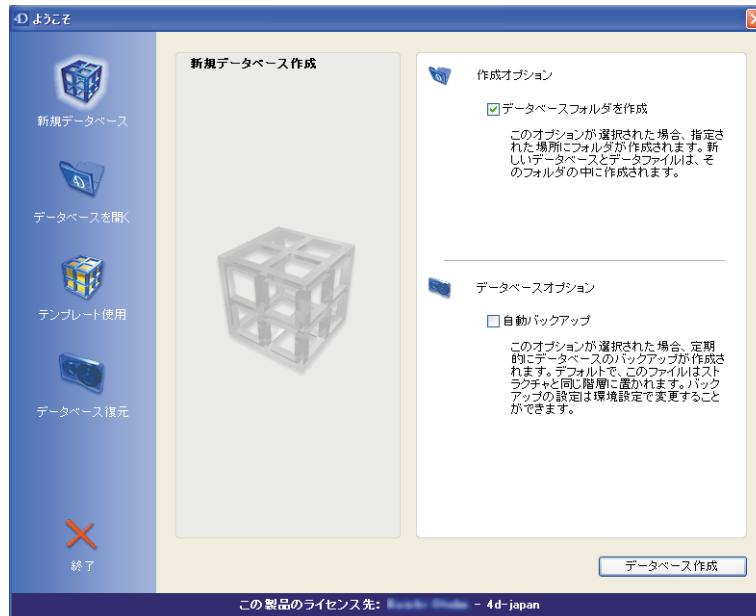 4D ようこそ
新規データベース
データベースを開く
テンプレート使用
データベース復元
終了
新規データベース作成
作成オプション
データベースフォルダを作成
このオプションが選択された場合、指定さ
れた場所にフォルダが作成されます。新
しいデータベースとデータファイルは、そ
のフォルダの中に作成されます。
データベースオプション
自動バックアップ
このオプションが選択された場合、定期
的にデータベースのバックアップが作成さ
れます。デフォルトで、このファイルはスト
ラクチャと同じ階層に置かれます。バック
アップの設定は環境設定で変更すること
ができます。
データベース作成
この製品のライセンス先: - 4d-japan